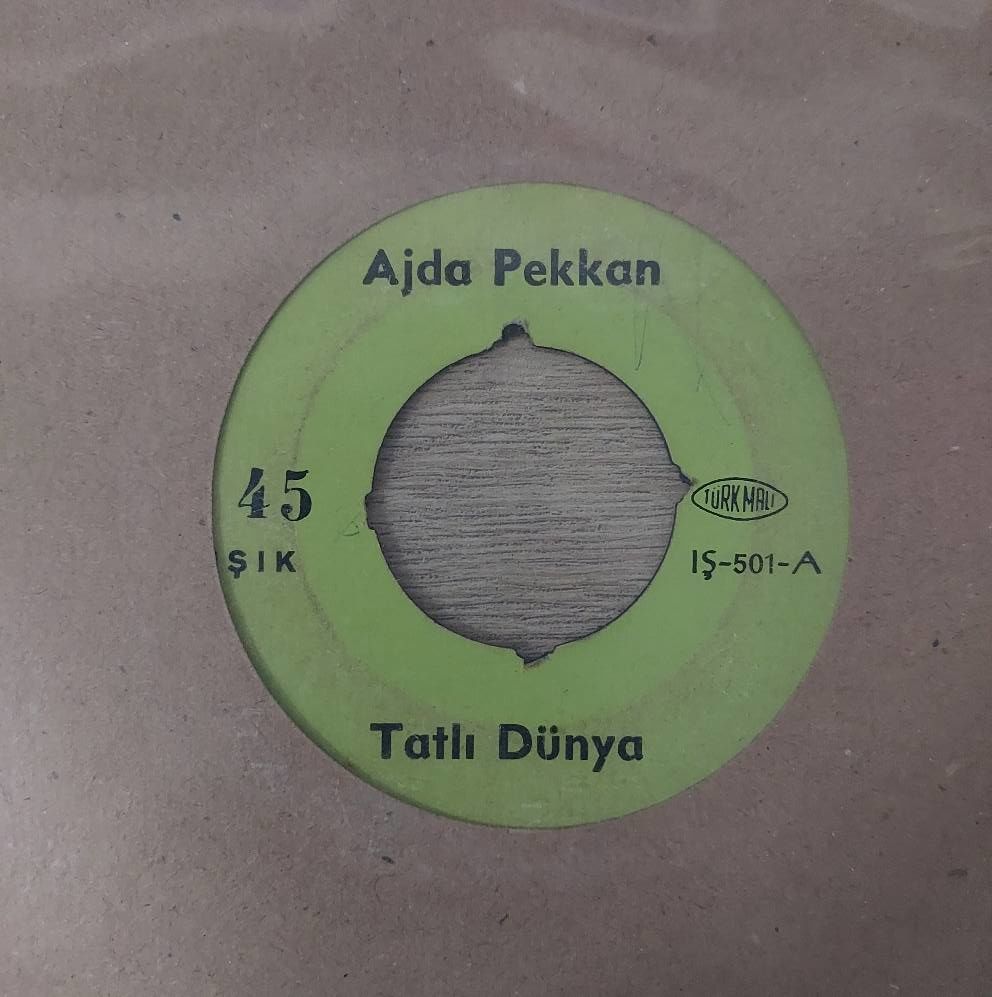 Ajda Pekkan
45
TÜRK MALI
ŞIK
IŞ-501-A
Tatlı Dünya